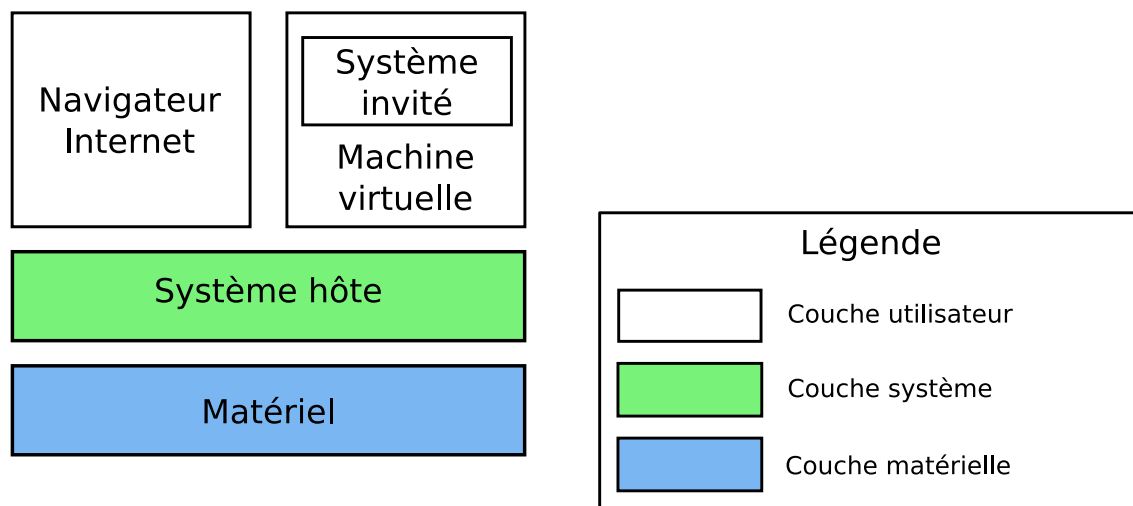 Navigateur
Internet
Système
invité
Machine
virtuelle
Système hôte
Matériel
Légende
Couche utilisateur
Couche système
Couche matérielle